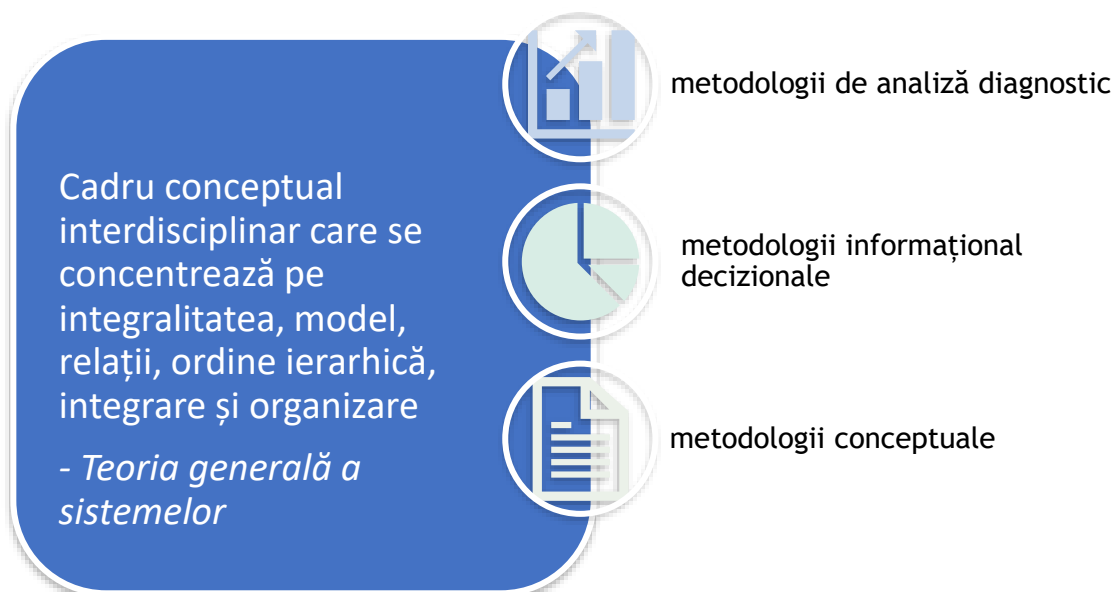 Cadru conceptual
interdisciplinar care se
concentrează pe
integralitatea, model,
relații, ordine ierarhică,
integrare și organizare
- Teoria generală a
sistemelor
metodologii de analiză diagnostic
metodologii informațional
decizionale
metodologii conceptuale